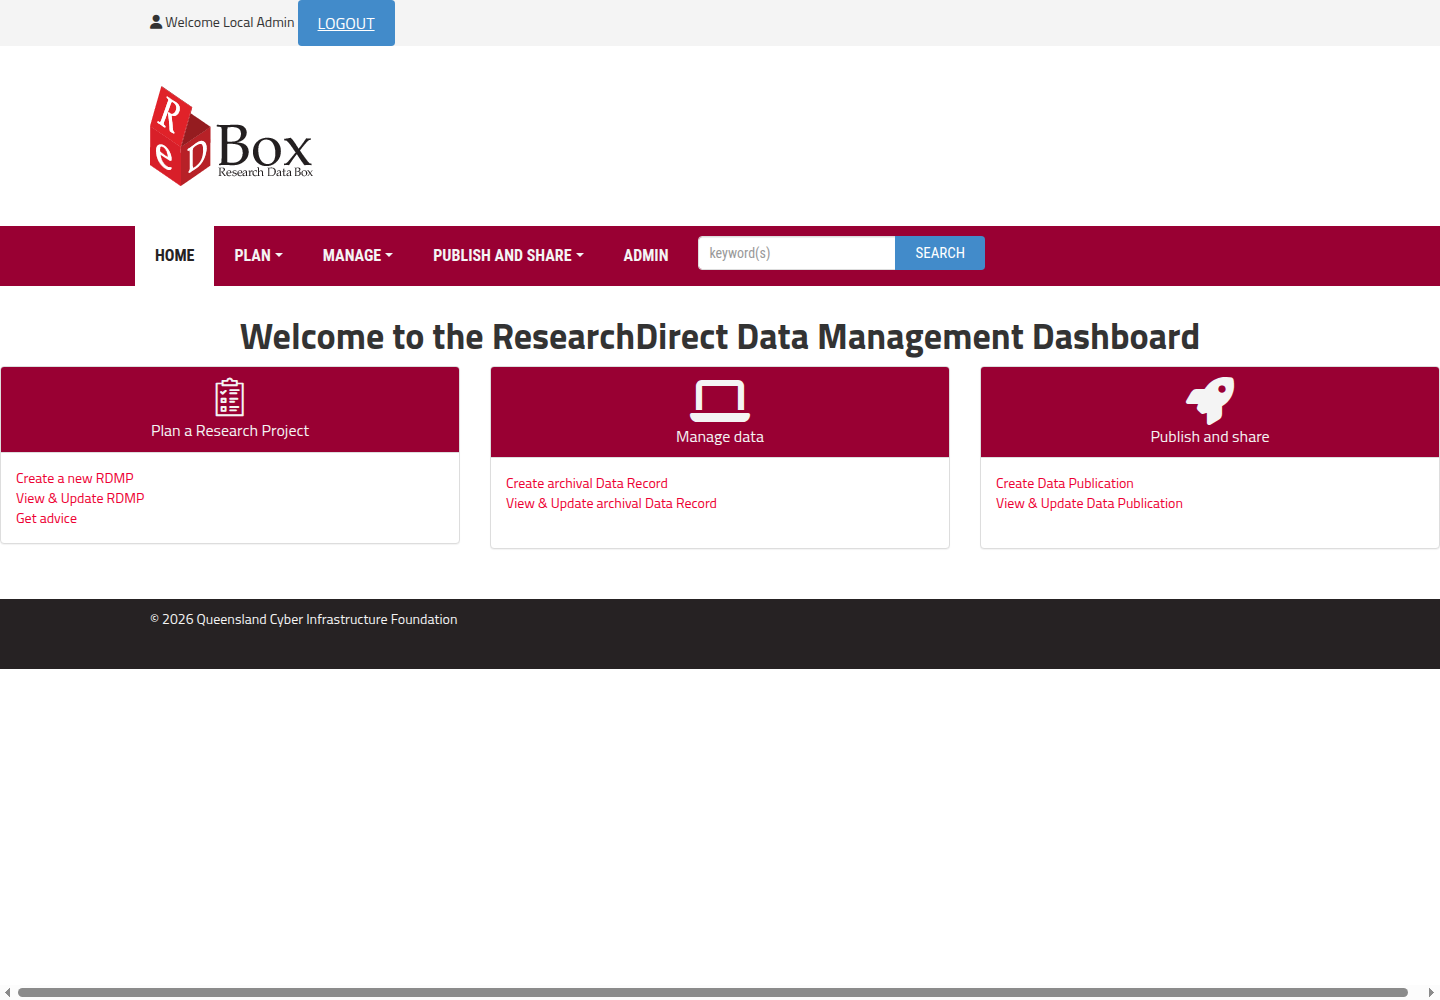 Welcome Local Admin LOGOUT
R
e D Box
Research Data Box
HOME PLAN MANAGE PUBLISH AND SHARE ADMIN keyword(s) SEARCH
Welcome to the ResearchDirect Data Management Dashboard
Plan a Research Project
Create a new RDMP
View & Update RDMP
Get advice
Manage data
Create archival Data Record
View & Update archival Data Record
Publish and share
Create Data Publication
View & Update Data Publication
© 2026 Queensland Cyber Infrastructure Foundation